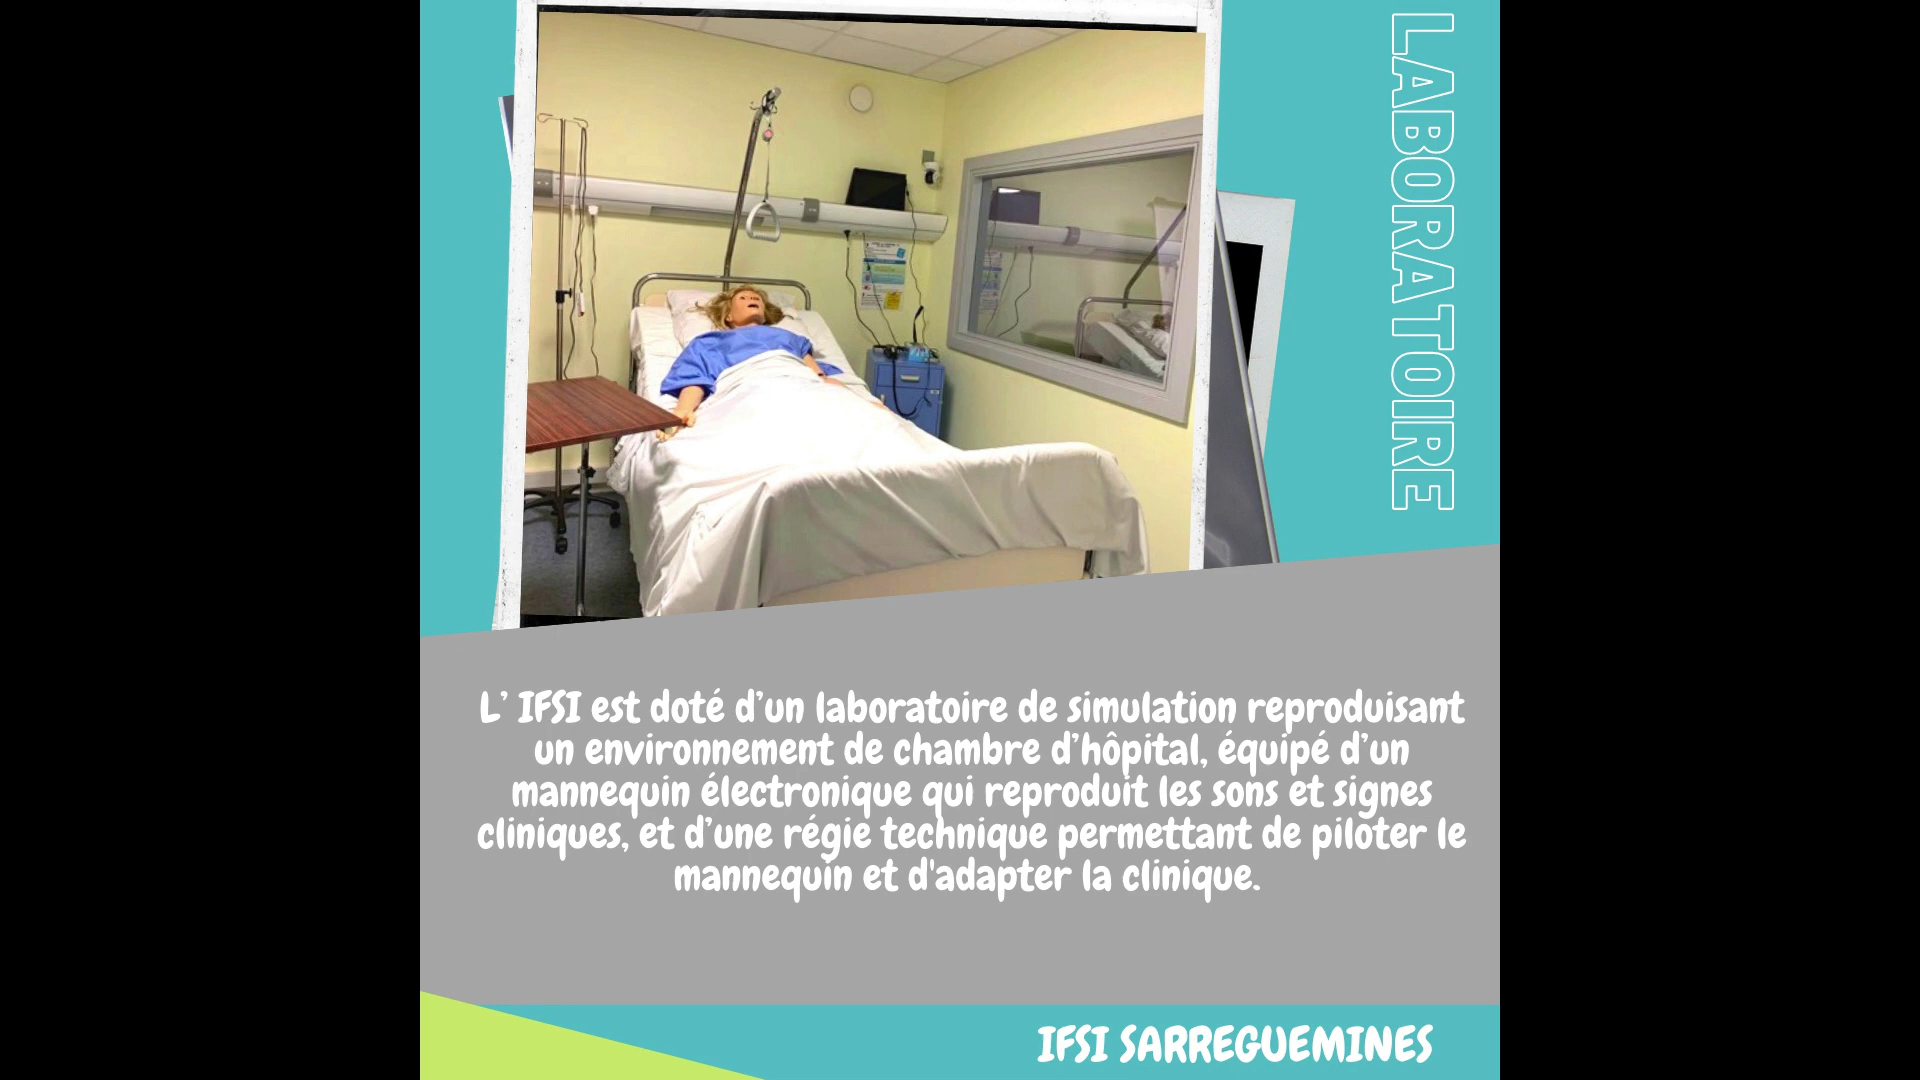 LABORATOIRE
L’ IFSI est doté d’un laboratoire de simulation reproduisant
un environnement de chambre d’hôpital, équipé d’un
mannequin électronique qui reproduit les sons et signes
cliniques, et d’une régie technique permettant de piloter le
mannequin et d'adapter la clinique.
IFSI SARREGUEMINES